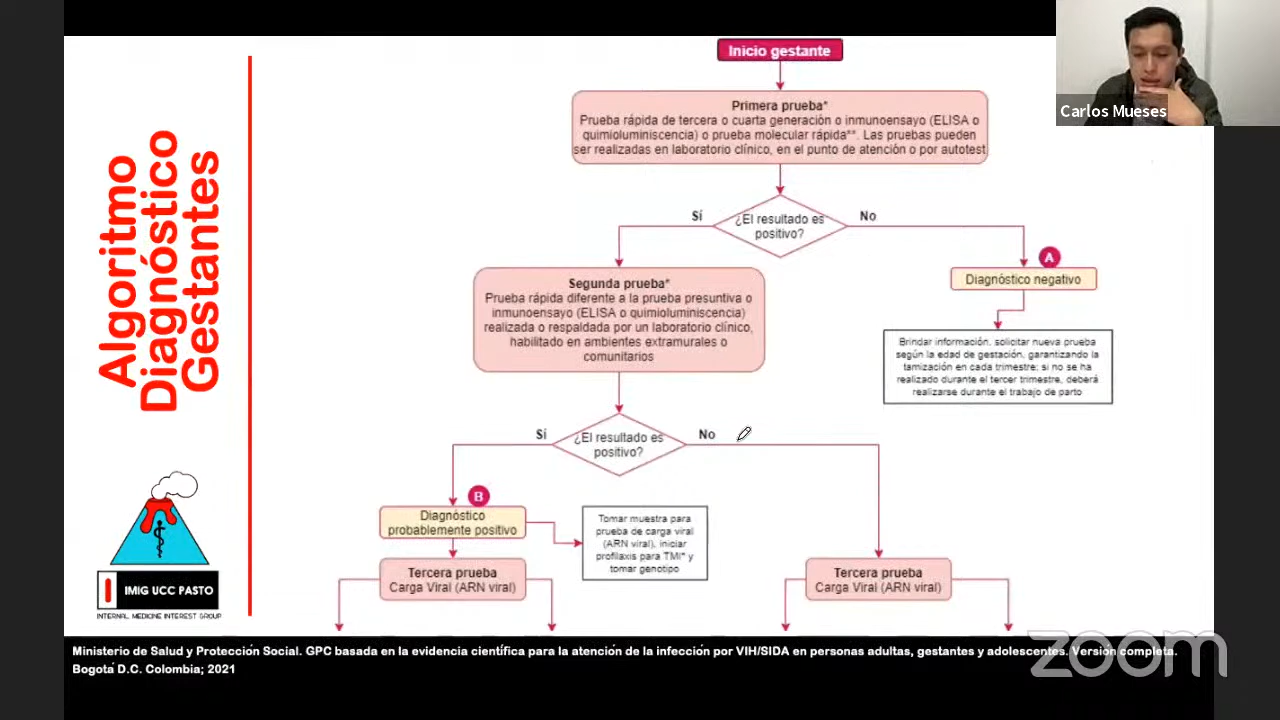 Algoritmo
Diagnóstico
Gestantes
Inicio gestante
Primera prueba*
Prueba rápida de tercera o cuarta generación o inmunoensayo (ELISA o
quimioluminiscencia) o prueba molecular rápida**. Las pruebas pueden
ser realizadas en laboratorio clínico, en el punto de atención o por autotest
Carlos Mueses
Sí
¿El resultado es
positivo?
No
A
Diagnóstico negativo
Segunda prueba*
Prueba rápida diferente a la prueba presuntiva o
inmunoensayo (ELISA o quimioluminiscencia)
realizada o respaldada por un laboratorio clínico,
habilitado en ambientes extramurales o
comunitarios
Brindar información, solicitar nueva prueba
según la edad de gestación, garantizando la
tamización en cada trimestre; si no se ha
realizado durante el tercer trimestre, deberá
realizarse durante el trabajo de parto
Sí
¿El resultado es
positivo?
No
B
Diagnóstico
probablemente positivo
Tomar muestra para
prueba de carga viral
(ARN viral), iniciar
profilaxis para TMI* y
tomar genotipo
Tercera prueba
Carga Viral (ARN viral)
Tercera prueba
Carga Viral (ARN viral)
IMIG UCC PASTO
INTERNAL MEDICINE INTEREST GROUP
Ministerio de Salud y Protección Social. GPC basada en la evidencia científica para la atención de la infección por VIH/SIDA en personas adultas, gestantes y adolescentes. Versión completa.
Bogotá D.C. Colombia; 2021
zoom